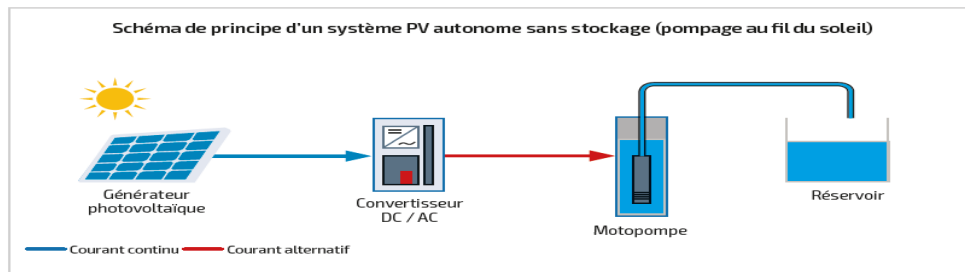 Schéma de principe d'un système PV autonome sans stockage (pompage au fil du soleil)
Générateur
photovoltaïque
Convertisseur
DC / AC
Motopompe
Réservoir
Courant continu
Courant alternatif